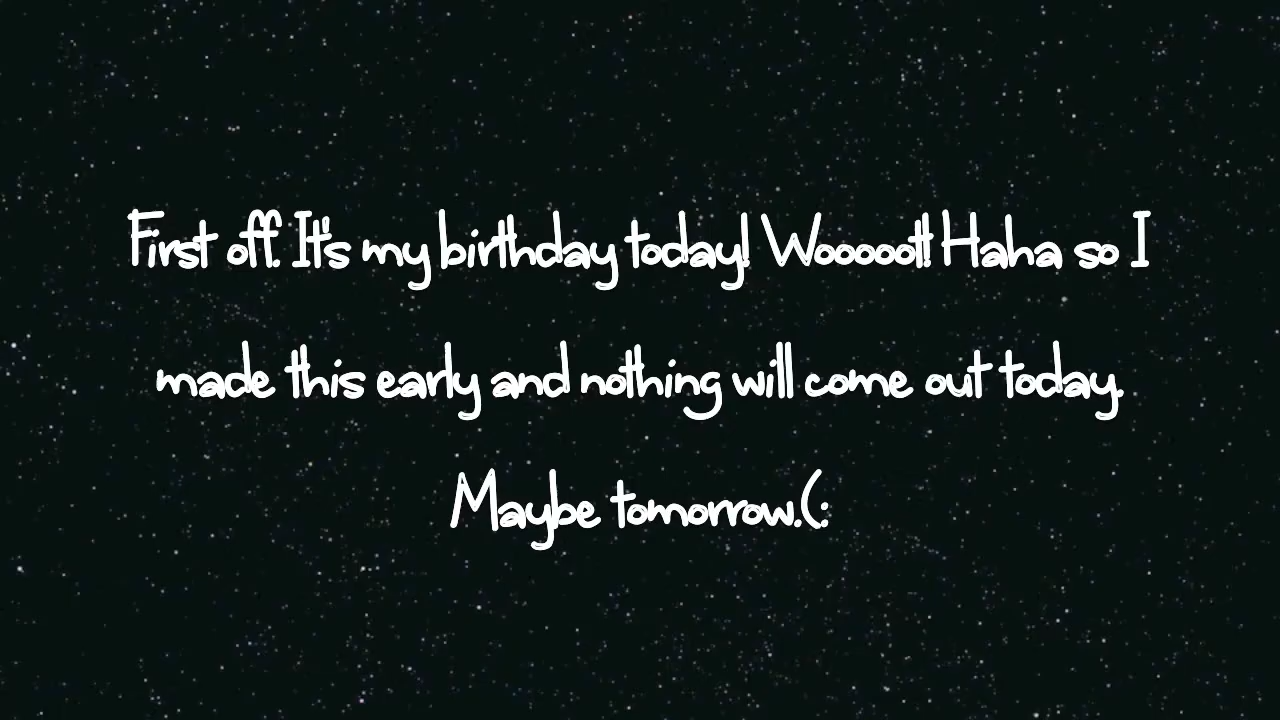 First off. It's my birthday today! Woooooot! Haha so I
made this early and nothing will come out today.
Maybe tomorrow.(: